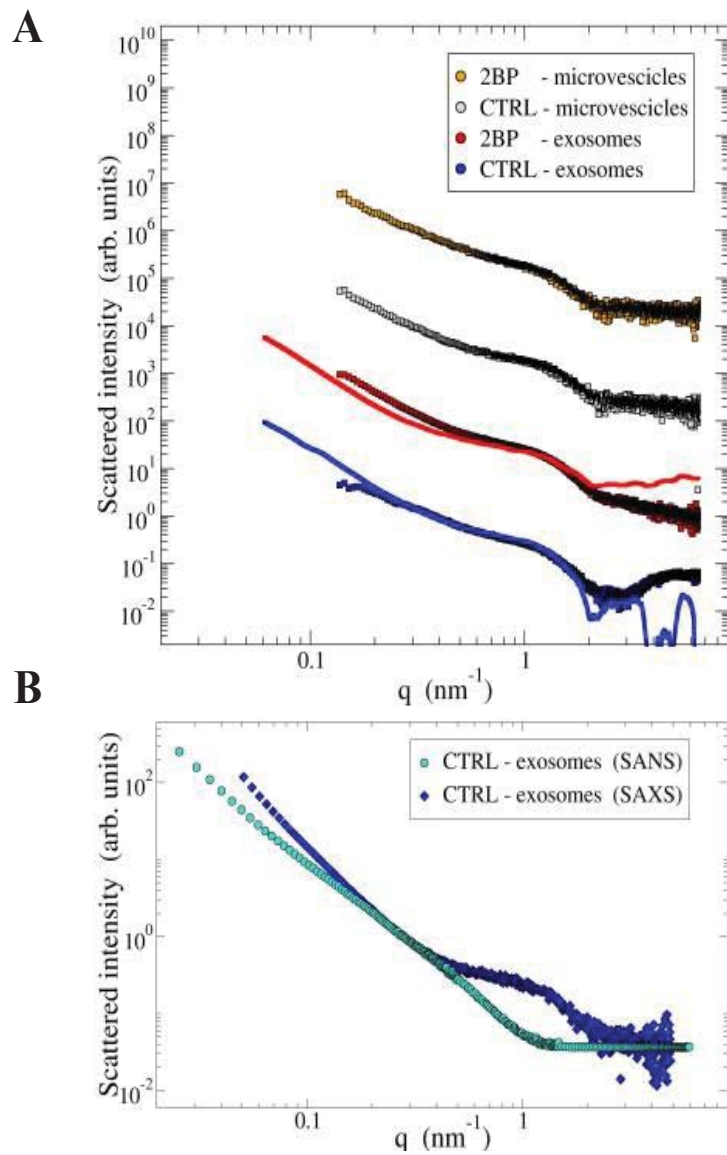 A
10^10
10^9
10^8
10^7
10^6
10^5
10^4
10^3
10^2
10^1
10^0
10^-1
10^-2
Scattered intensity (arb. units)
2BP - microvescicles
CTRL - microvescicles
2BP - exosomes
CTRL - exosomes
0.1 1
q (nm^-1)
B
10^2
10^0
10^-2
Scattered intensity (arb. units)
CTRL - exosomes (SANS)
CTRL - exosomes (SAXS)
0.1 1
q (nm^-1)